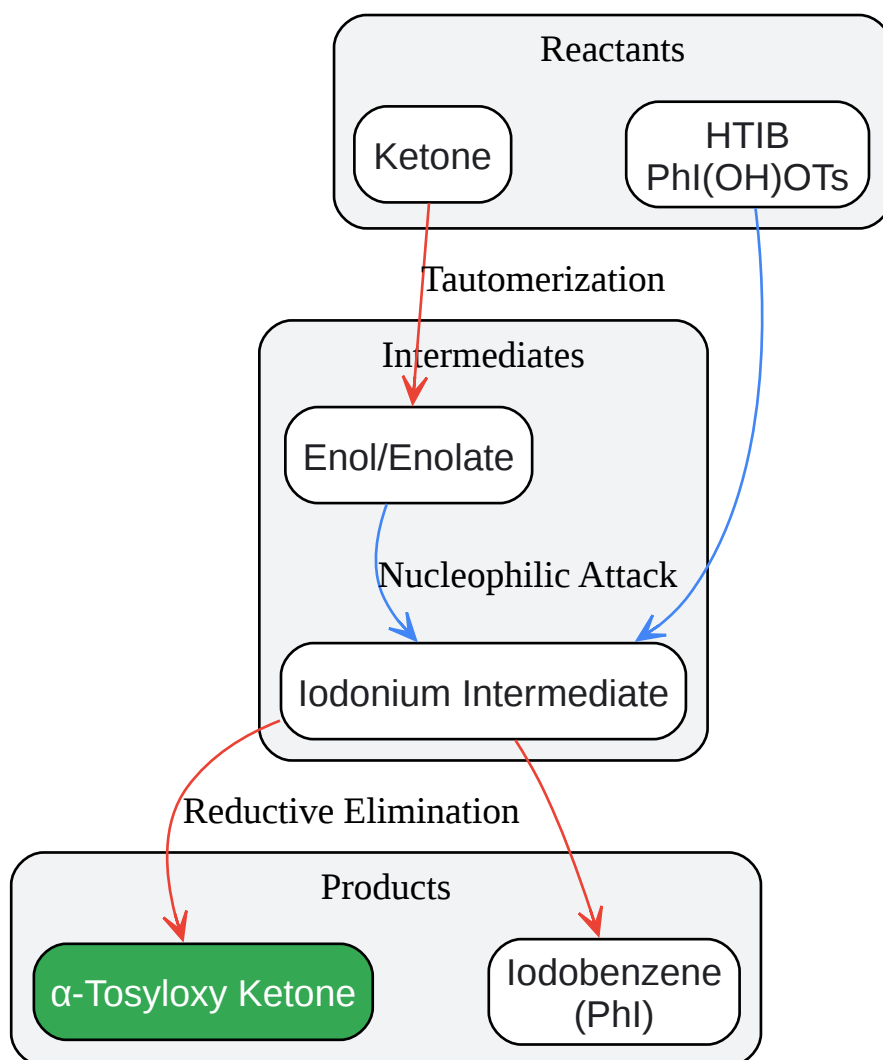 Reactants
Ketone
HTIB
PhI(OH)OTs
Tautomerization
Intermediates
Enol/Enolate
Nucleophilic Attack
Iodonium Intermediate
Reductive Elimination
Products
α-Tosyloxy Ketone
Iodobenzene
(PhI)